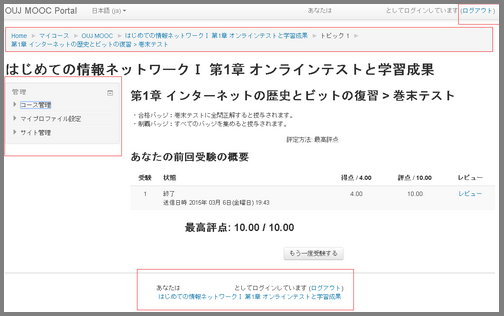 OUJ MOOC Portal 日本語 (ja) あなたは としてログインしています (ログアウト)
Home ► マイコース ► OUJ MOOC ► はじめての情報ネットワークⅠ 第1章 オンラインテストと学習成果 ► トピック 1 ►
第1章 インターネットの歴史とビットの復習 > 巻末テスト
はじめての情報ネットワークⅠ 第1章 オンラインテストと学習成果
管理
コース管理
マイプロファイル設定
サイト管理
第1章 インターネットの歴史とビットの復習 > 巻末テスト
・合格バッジ：巻末テストに全問正解すると授与されます。
・制覇バッジ：すべてのバッジを集めると授与されます。
評定方法: 最高評点
あなたの前回受験の概要
受験 状態 得点 / 4.00 評点 / 10.00 レビュー
1 終了 4.00 10.00 レビュー
送信日時 2015年 03月 6日(金曜日) 19:43
最高評点: 10.00 / 10.00
もう一度受験する
あなたは としてログインしています (ログアウト)
はじめての情報ネットワークⅠ 第1章 オンラインテストと学習成果